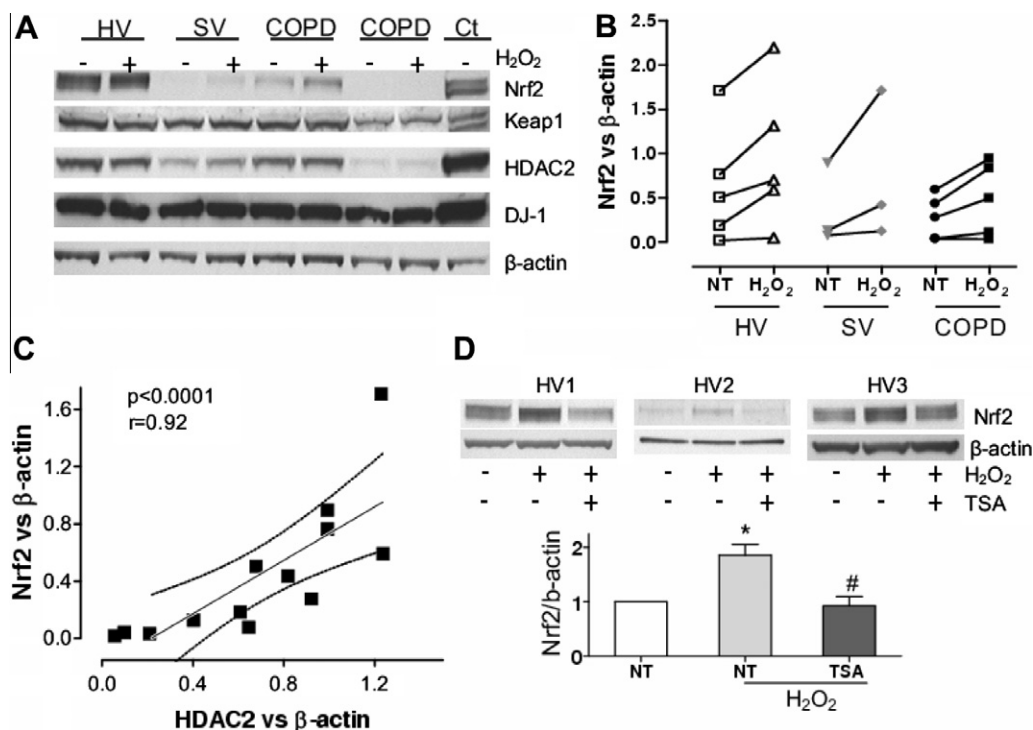 A
HV SV COPD COPD Ct
- + - + - + - + - H₂O₂
Nrf2
Keap1
HDAC2
DJ-1
β-actin
B
Nrf2 vs β-actin
2.5
2.0
1.5
1.0
0.5
0.0
NT H₂O₂ NT H₂O₂ NT H₂O₂
HV SV COPD
C
p<0.0001
r=0.92
Nrf2 vs β-actin
1.6
1.2
0.8
0.4
0.0
0.0 0.4 0.8 1.2
HDAC2 vs β-actin
D
HV1 HV2 HV3
Nrf2
β-actin
- + + - + + - + + H₂O₂
- - + - - + - - + TSA
Nrf2/b-actin
2
1
0
* #
NT NT TSA
H₂O₂